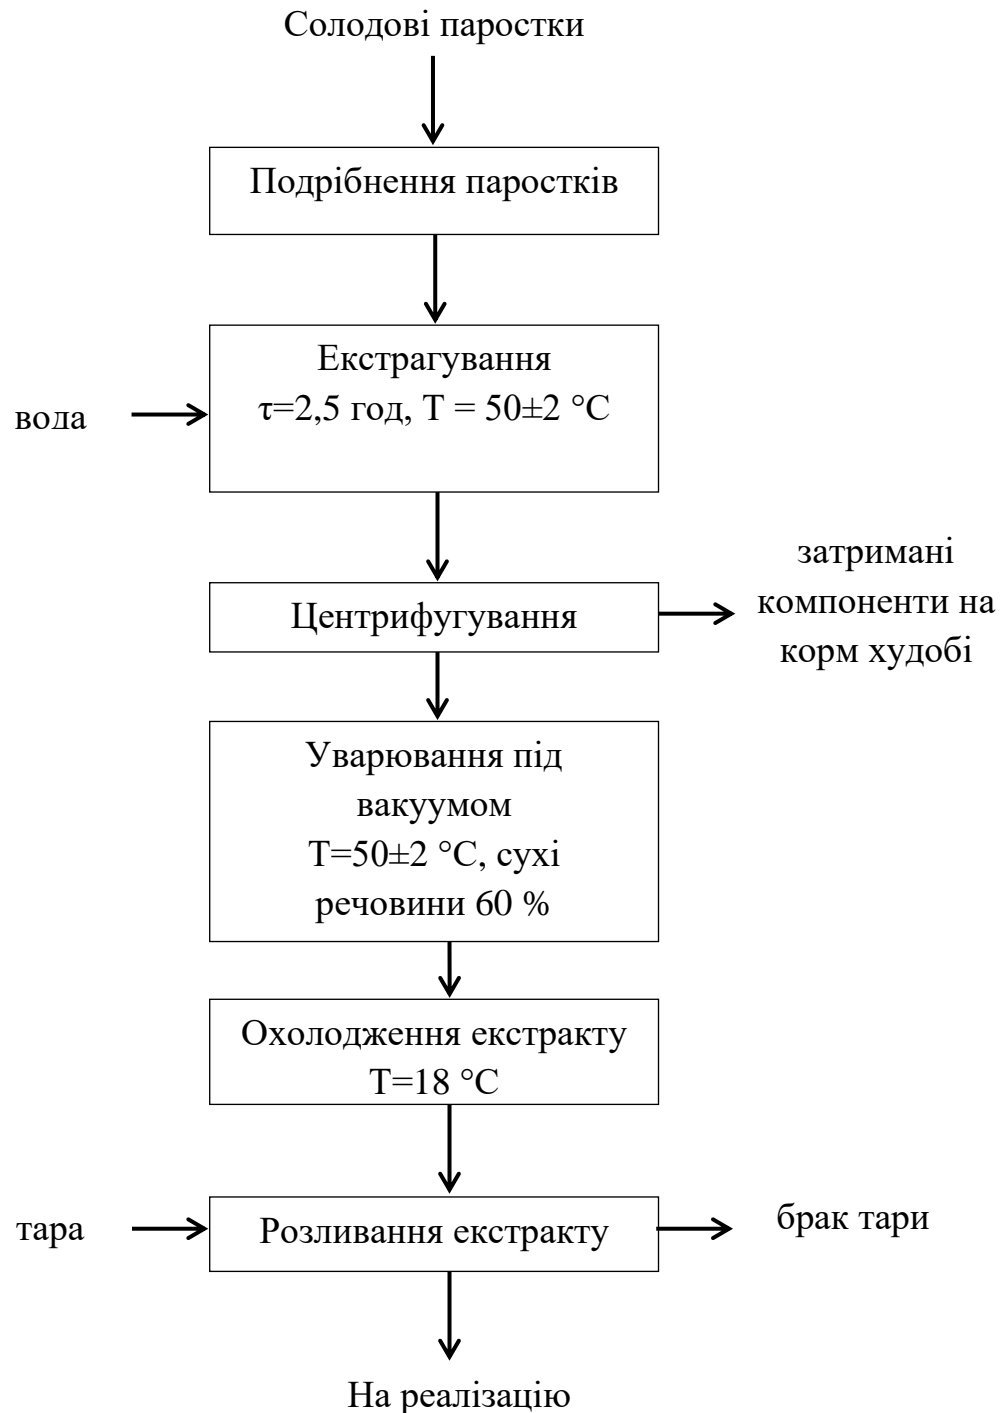 Солодові паростки
Подрібнення паростків
Екстрагування
τ=2,5 год, T = 50±2 °C
вода
затримані
компоненти на
корм худобі
Центрифугування
Уварювання під
вакуумом
T=50±2 °C, сухі
речовини 60 %
Охолодження екстракту
T=18 °C
тара
Розливання екстракту
брак тари
На реалізацію